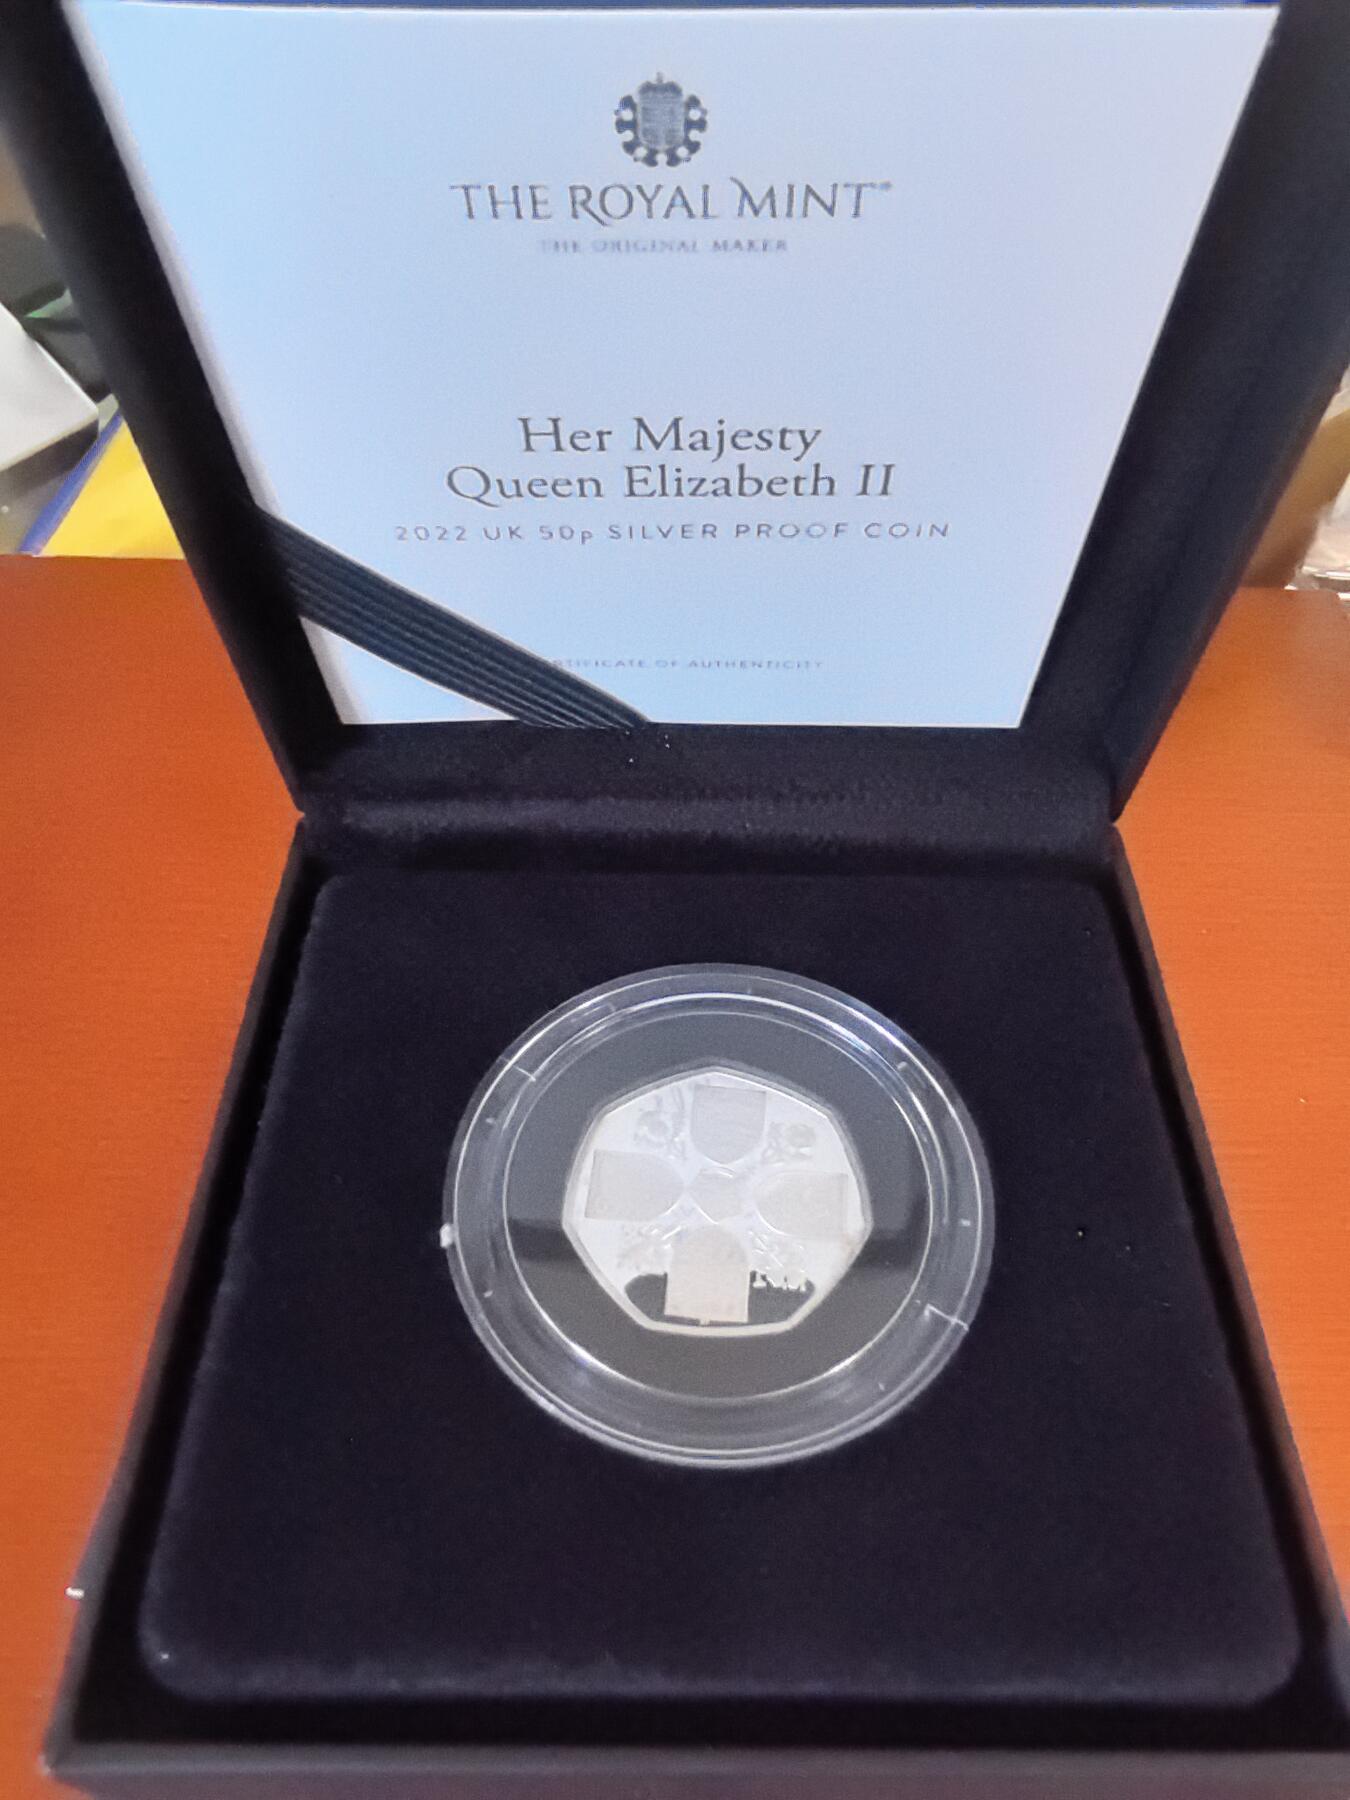 THE ROYAL MINT®
THE ORIGINAL MAKER
Her Majesty
Queen Elizabeth II
2022 UK 50p SILVER PROOF COIN
OF AUTHENTICITY